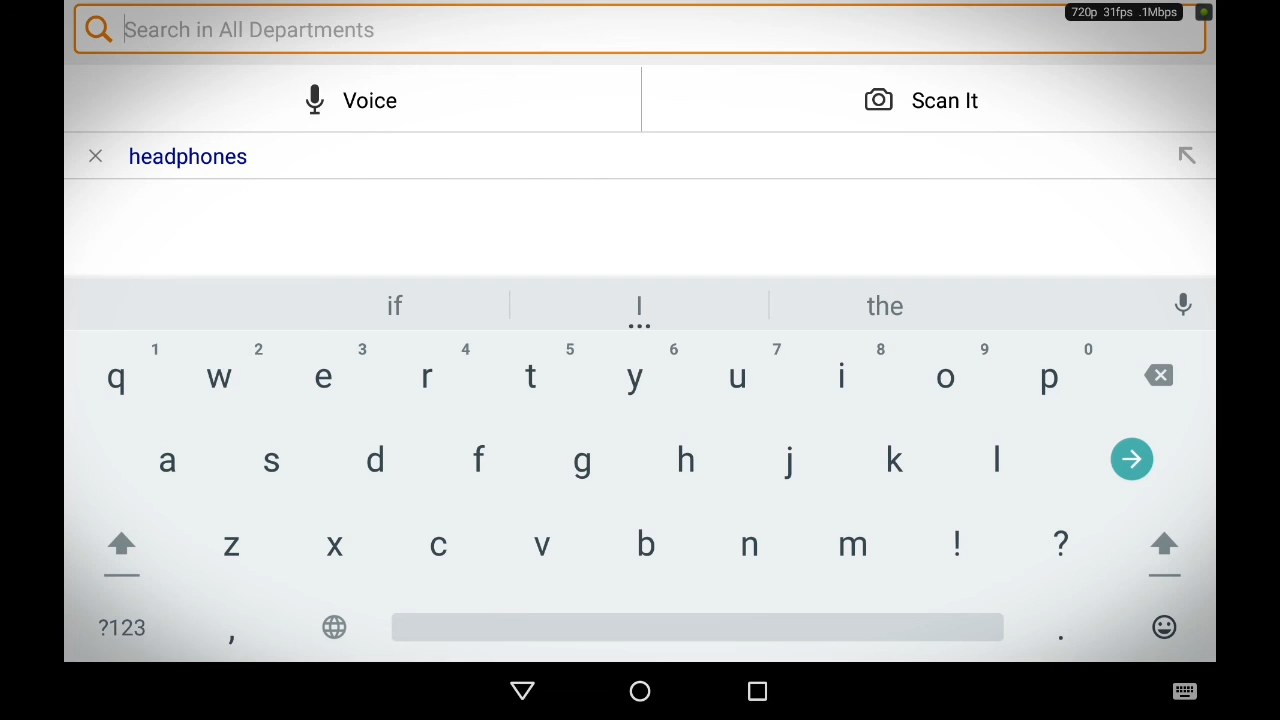 Search in All Departments
720p 31fps .1Mbps
Voice
Scan It
headphones
if I the
1 2 3 4 5 6 7 8 9 0
q w e r t y u i o p
a s d f g h j k l
z x c v b n m ! ?
?123 , .